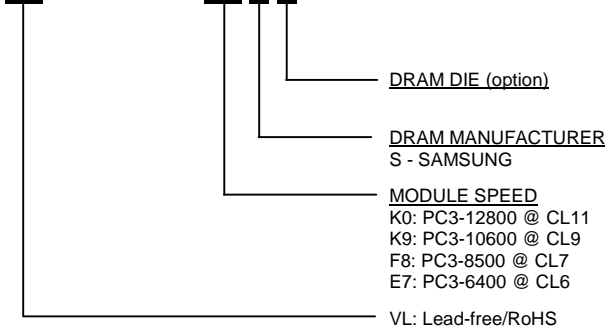 DRAM DIE (option)
DRAM MANUFACTURER
S - SAMSUNG
MODULE SPEED
K0: PC3-12800 @ CL11
K9: PC3-10600 @ CL9
F8: PC3-8500 @ CL7
E7: PC3-6400 @ CL6
VL: Lead-free/RoHS